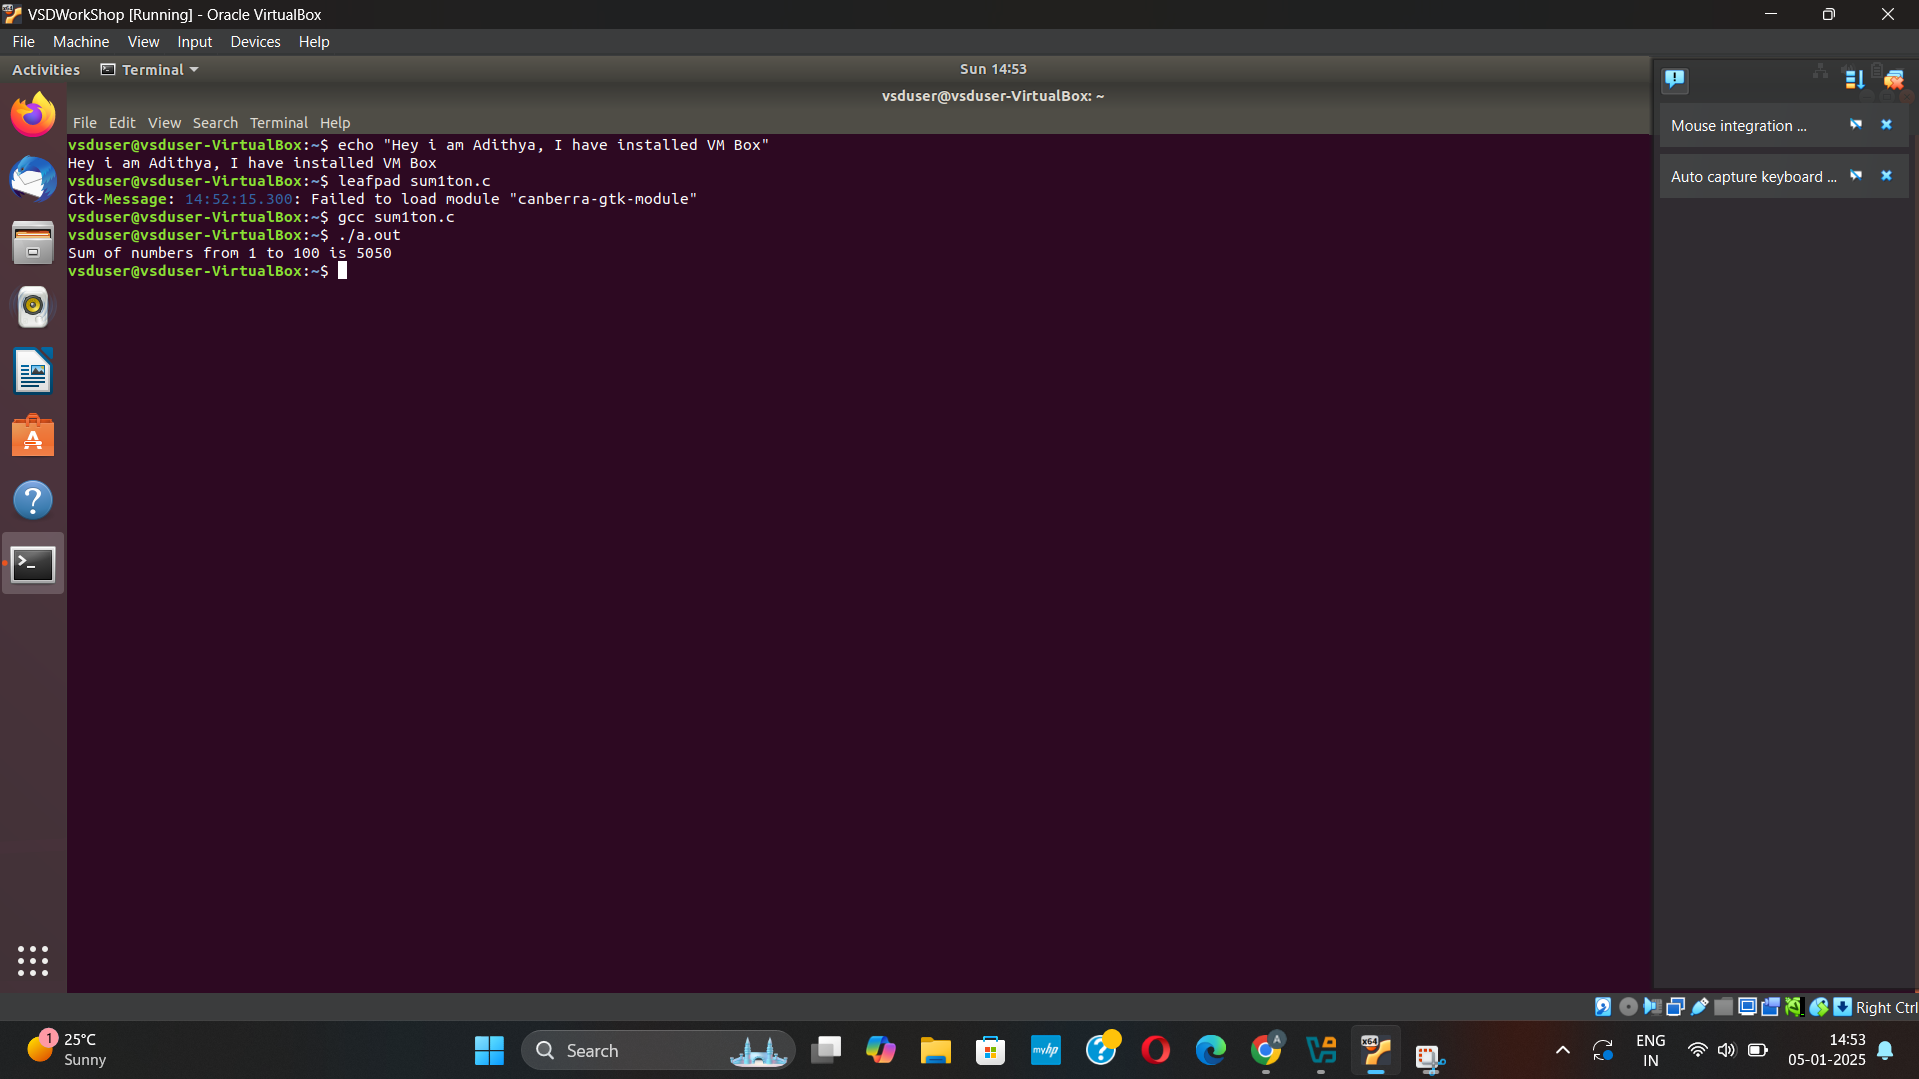 VSDWorkShop [Running] - Oracle VirtualBox
File Machine View Input Devices Help
Activities Terminal Sun 14:53
vsduser@vsduser-VirtualBox: ~
File Edit View Search Terminal Help
vsduser@vsduser-VirtualBox:~$ echo "Hey i am Adithya, I have installed VM Box"
Hey i am Adithya, I have installed VM Box
vsduser@vsduser-VirtualBox:~$ leafpad sum1ton.c
Gtk-Message: 14:52:15.300: Failed to load module "canberra-gtk-module"
vsduser@vsduser-VirtualBox:~$ gcc sum1ton.c
vsduser@vsduser-VirtualBox:~$ ./a.out
Sum of numbers from 1 to 100 is 5050
vsduser@vsduser-VirtualBox:~$
Mouse integration ...
Auto capture keyboard ...
Right Ctrl
1
25°C
Sunny
Search
myhp
A
x64
ENG
IN
14:53
05-01-2025